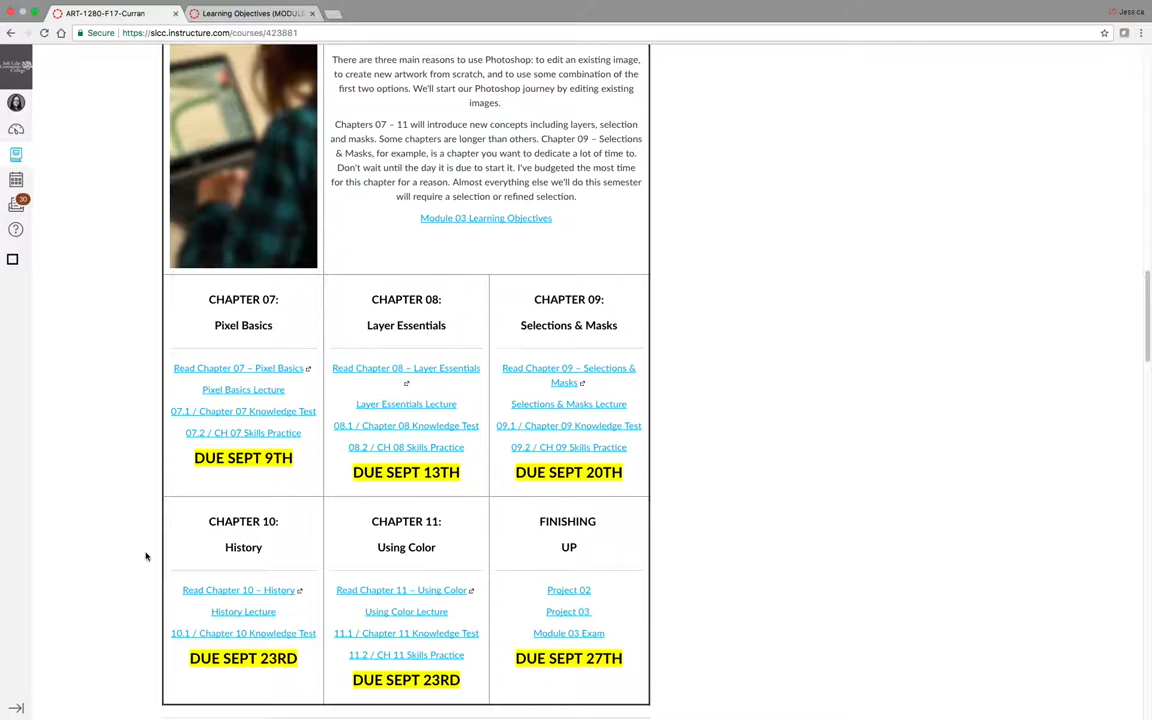 ART-1280-F17-Curran
Learning Objectives (MODUL
Jessica
Secure
https://slcc.instructure.com/courses/423881
There are three main reasons to use Photoshop: to edit an existing image,
to create new artwork from scratch, and to use some combination of the
first two options. We'll start our Photoshop journey by editing existing
images.
Chapters 07 – 11 will introduce new concepts including layers, selection
and masks. Some chapters are longer than others. Chapter 09 – Selections
& Masks, for example, is a chapter you want to dedicate a lot of time to.
Don't wait until the day it is due to start it. I've budgeted the most time
for this chapter for a reason. Almost everything else we'll do this semester
will require a selection or refined selection.
Module 03 Learning Objectives
30
CHAPTER 07:
Pixel Basics
Read Chapter 07 – Pixel Basics
Pixel Basics Lecture
07.1 / Chapter 07 Knowledge Test
07.2 / CH 07 Skills Practice
DUE SEPT 9TH
CHAPTER 08:
Layer Essentials
Read Chapter 08 – Layer Essentials
Layer Essentials Lecture
08.1 / Chapter 08 Knowledge Test
08.2 / CH 08 Skills Practice
DUE SEPT 13TH
CHAPTER 09:
Selections & Masks
Read Chapter 09 – Selections &
Masks
Selections & Masks Lecture
09.1 / Chapter 09 Knowledge Test
09.2 / CH 09 Skills Practice
DUE SEPT 20TH
CHAPTER 10:
History
Read Chapter 10 – History
History Lecture
10.1 / Chapter 10 Knowledge Test
DUE SEPT 23RD
CHAPTER 11:
Using Color
Read Chapter 11 – Using Color
Using Color Lecture
11.1 / Chapter 11 Knowledge Test
11.2 / CH 11 Skills Practice
DUE SEPT 23RD
FINISHING
UP
Project 02
Project 03
Module 03 Exam
DUE SEPT 27TH